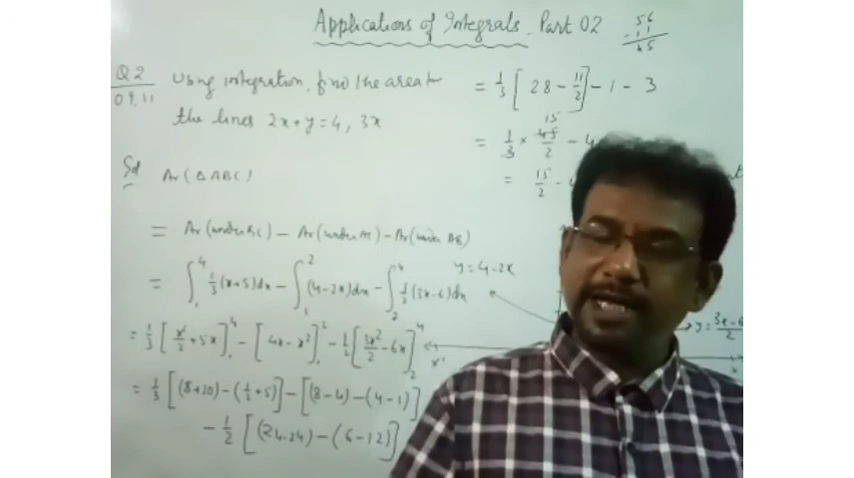 Applications of Integrals - Part 02
56
-11
45
Q2 Using integration, find the area
09.11
the lines 2x+y=4, 3x
Sol
Ar(△ABC)
= Ar(under BC) - Ar(under AC) - Ar(under AB)
y=4-2x
= ∫₁⁴ 1/3(x+5)dx - ∫₁²(4-2x)dx - ∫₂⁴ 1/2(3x-6)dx
= 1/3[x²/2+5x]₁⁴ - [4x-x²]₁² - 1/2[3x²/2-6x]₂⁴
= 1/3[(8+20)-(1/2+5)] - [(8-4)-(4-1)]
- 1/2[(24-24)-(6-12)]
= 1/3[28-11/2]-1-3
= 1/3 × 45/2 - 4
15
= 15/2 -
y=3x-6/2
x'
x